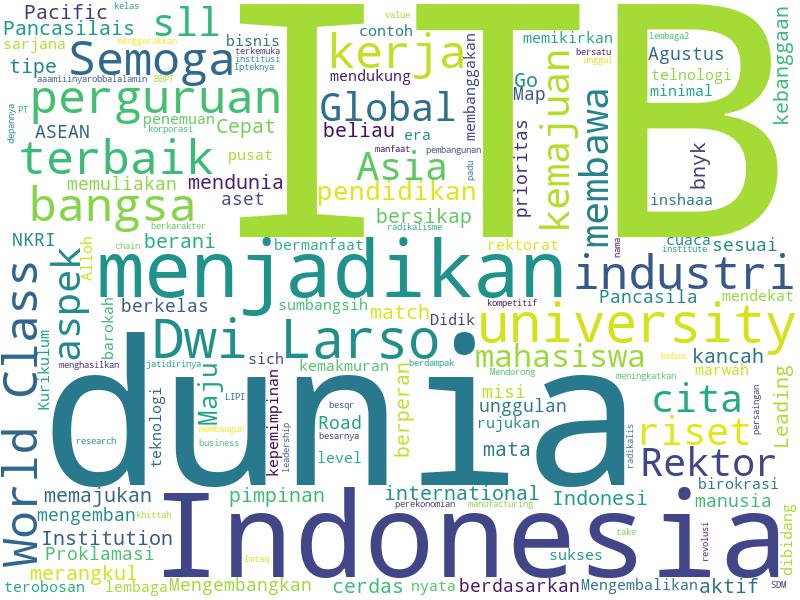 Pacific
kelas
sll
ITB
value
contoh
Pancasilais
bisnis
kerja
memikirkan
lembaga2
sarjana
menggerakkan
terkemuka
bersatu
Agustus
kebanggaan
tipe
Semoga
institusi
Ipteknya
mendukung
membanggakan
unggul
telnologi
aaamiiinyarobbalalamin
BBPT
Go
Map
minimal
perguruan
Global
kemajuan
membawa
depannya
PT
penemuan
Cepat
beliau
era
prioritas
ASEAN
korporasi
manfaat
pembangunan
bnyk
terbaik
pusat
Asia
padu
memuliakan
mendunia
pendidikan
inshaaa
bangsa
aset
bersikap
berkarakter
radikalisme
NKRI
Alloh
chain
berani
bermanfaat
rektorat
nama
cuaca
institute
sesuai
aspek
menjadikan
industri
World Class
barokah
berkelas
sumbangsih
match
kompetitif
Pancasila
mendekat
Didik
university
Kurikulum
Dwi Larso
mahasiswa
bebas
kancah
menghasilkan
jatidirinya
sich
kemakmuran
berdampak
Mendorong
meningkatkan
marwah
Maju
LIPI
kepemimpinan
berperan
misi
cita
Leading
dunia
besqr
unggulan
persaingan
besarnya
Road
rujukan
riset
membangun
teknologi
research
business
leadership
level
mata
radikalis
Rektor
birokrasi
memajukan
pimpinan
international
Indonesi
manusia
mengemban
khittah
Indonesia
perekonomian
manufacturing
dibidang
Institution
take
revolusi
Proklamasi
Imtaq
sukses
merangkul
terobosan
lembaga
Mengembangkan
cerdas
nyata
berdasarkan
Mengembalikan
aktif
SDM